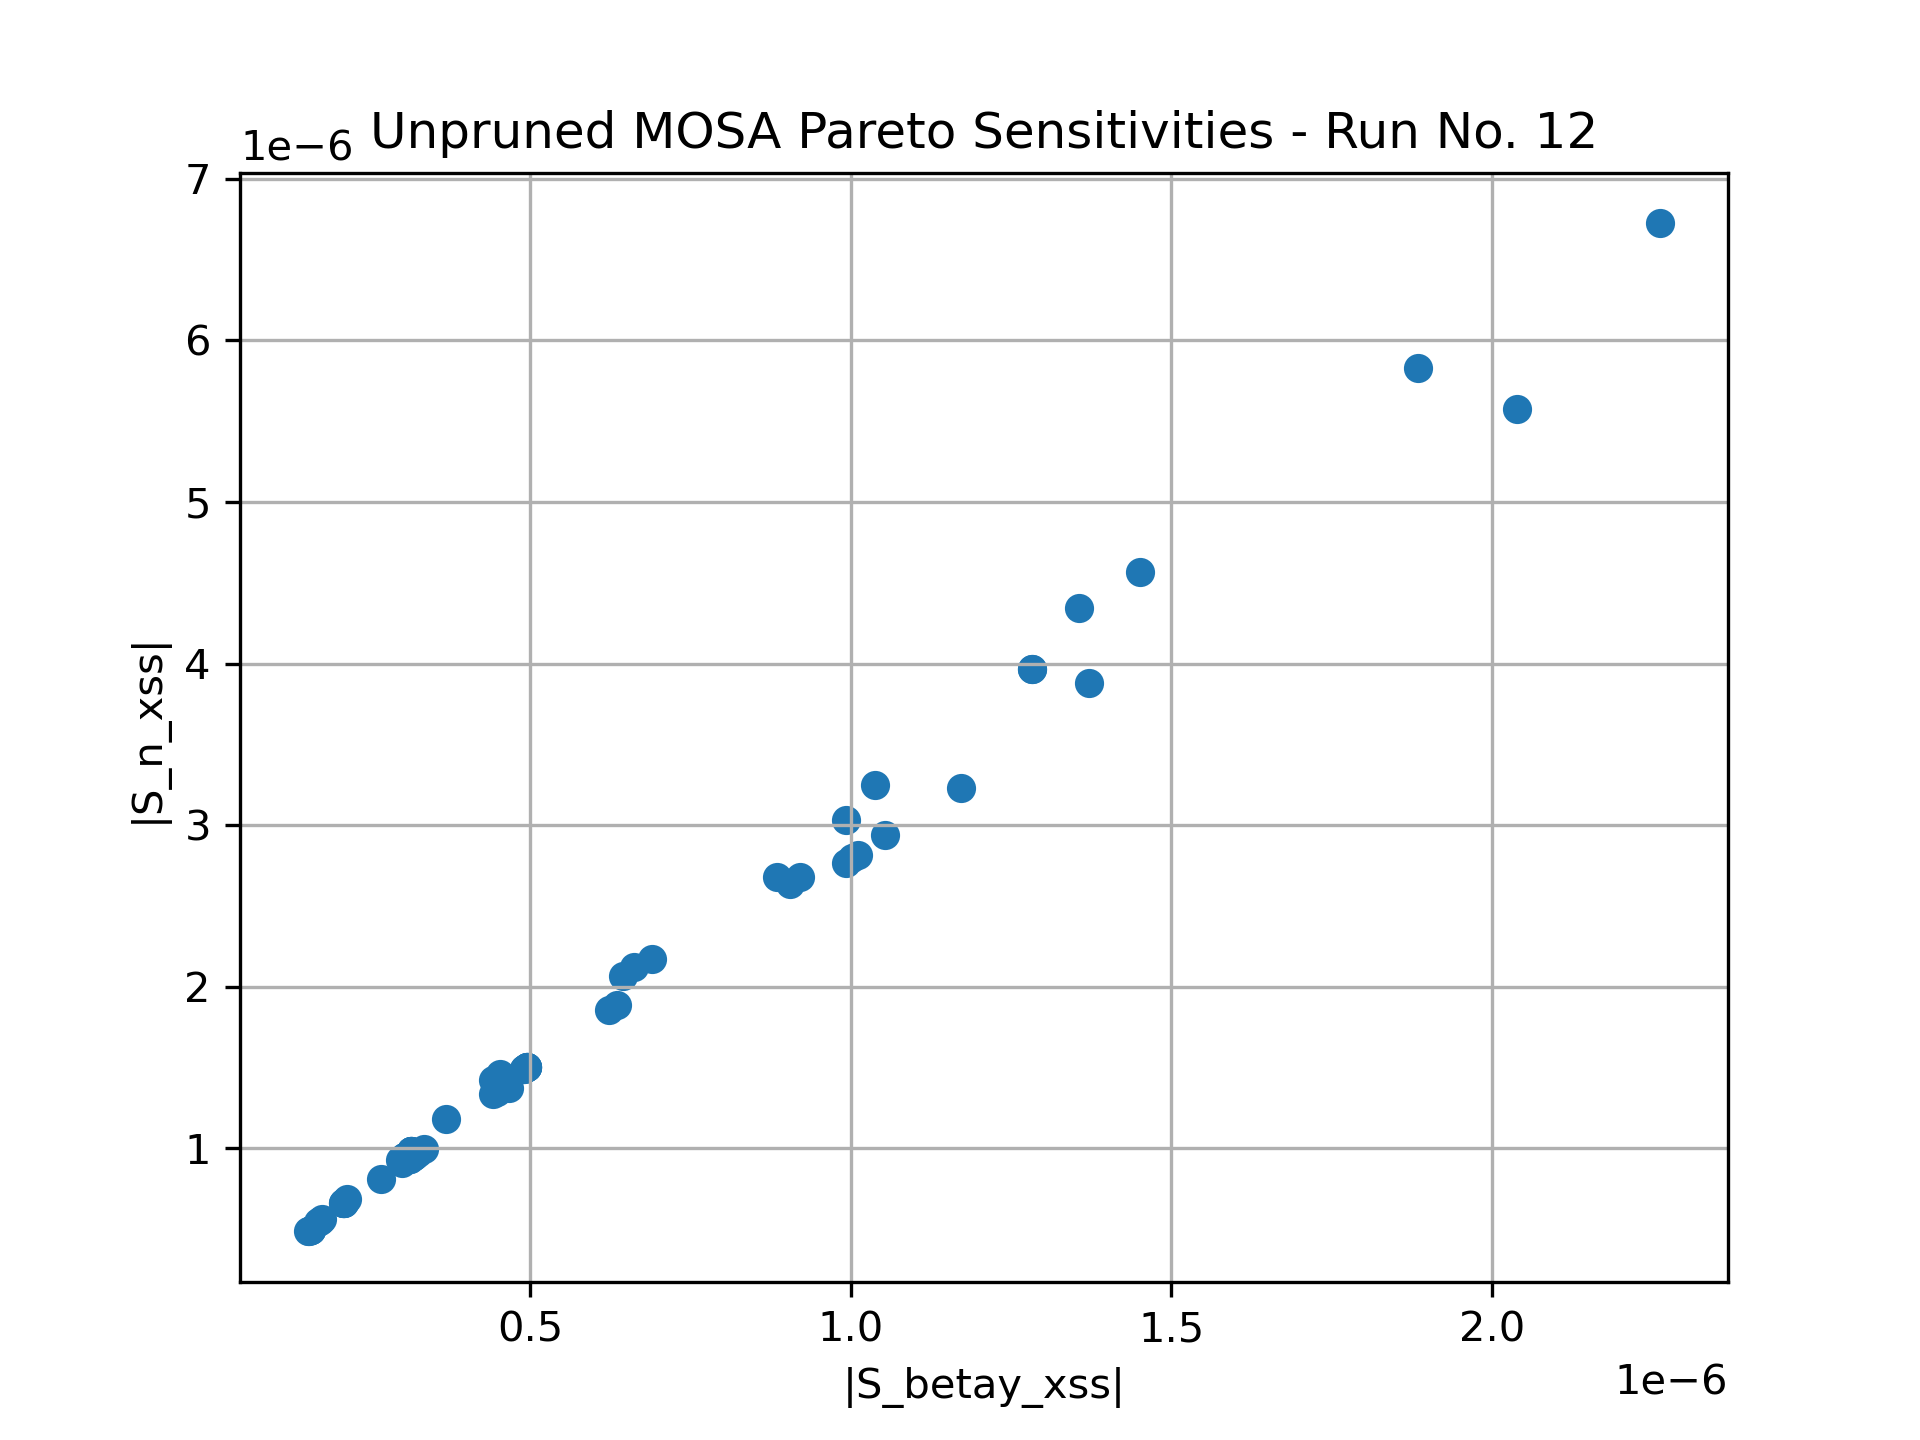 Unpruned MOSA Pareto Sensitivities - Run No. 12
1e−6
7
6
5
4
3
2
1
|S_n_xss|
0.5 1.0 1.5 2.0
1e−6
|S_betay_xss|